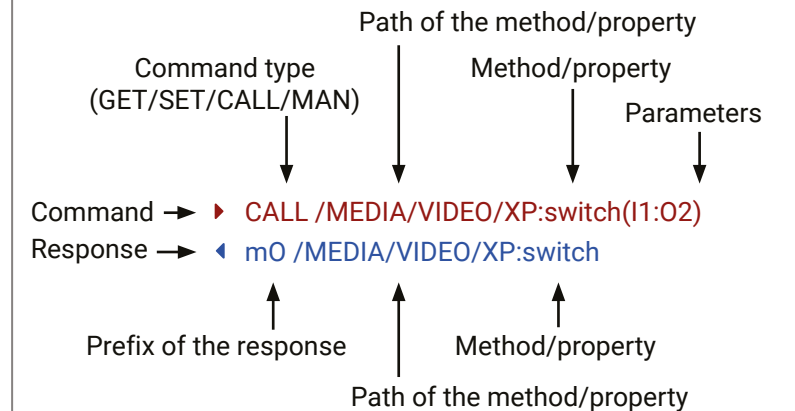 Path of the method/property
Command type
(GET/SET/CALL/MAN)
Method/property
Parameters
Command
CALL /MEDIA/VIDEO/XP:switch(I1:O2)
Response
mO /MEDIA/VIDEO/XP:switch
Prefix of the response
Method/property
Path of the method/property